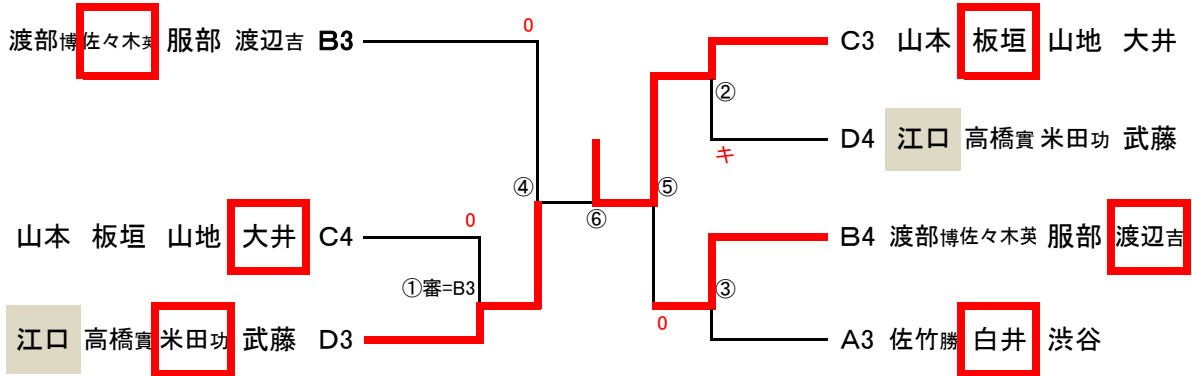 0
渡部博 佐々木英 服部 渡辺吉 B3
C3 山本 板垣 山地 大井
②
D4 江口 高橋實 米田功 武藤
キ
④
⑤
0
⑥
山本 板垣 山地 大井 C4
B4 渡部博 佐々木英 服部 渡辺吉
①審=B3
③
0
江口 高橋實 米田功 武藤 D3
A3 佐竹勝 白井 渋谷